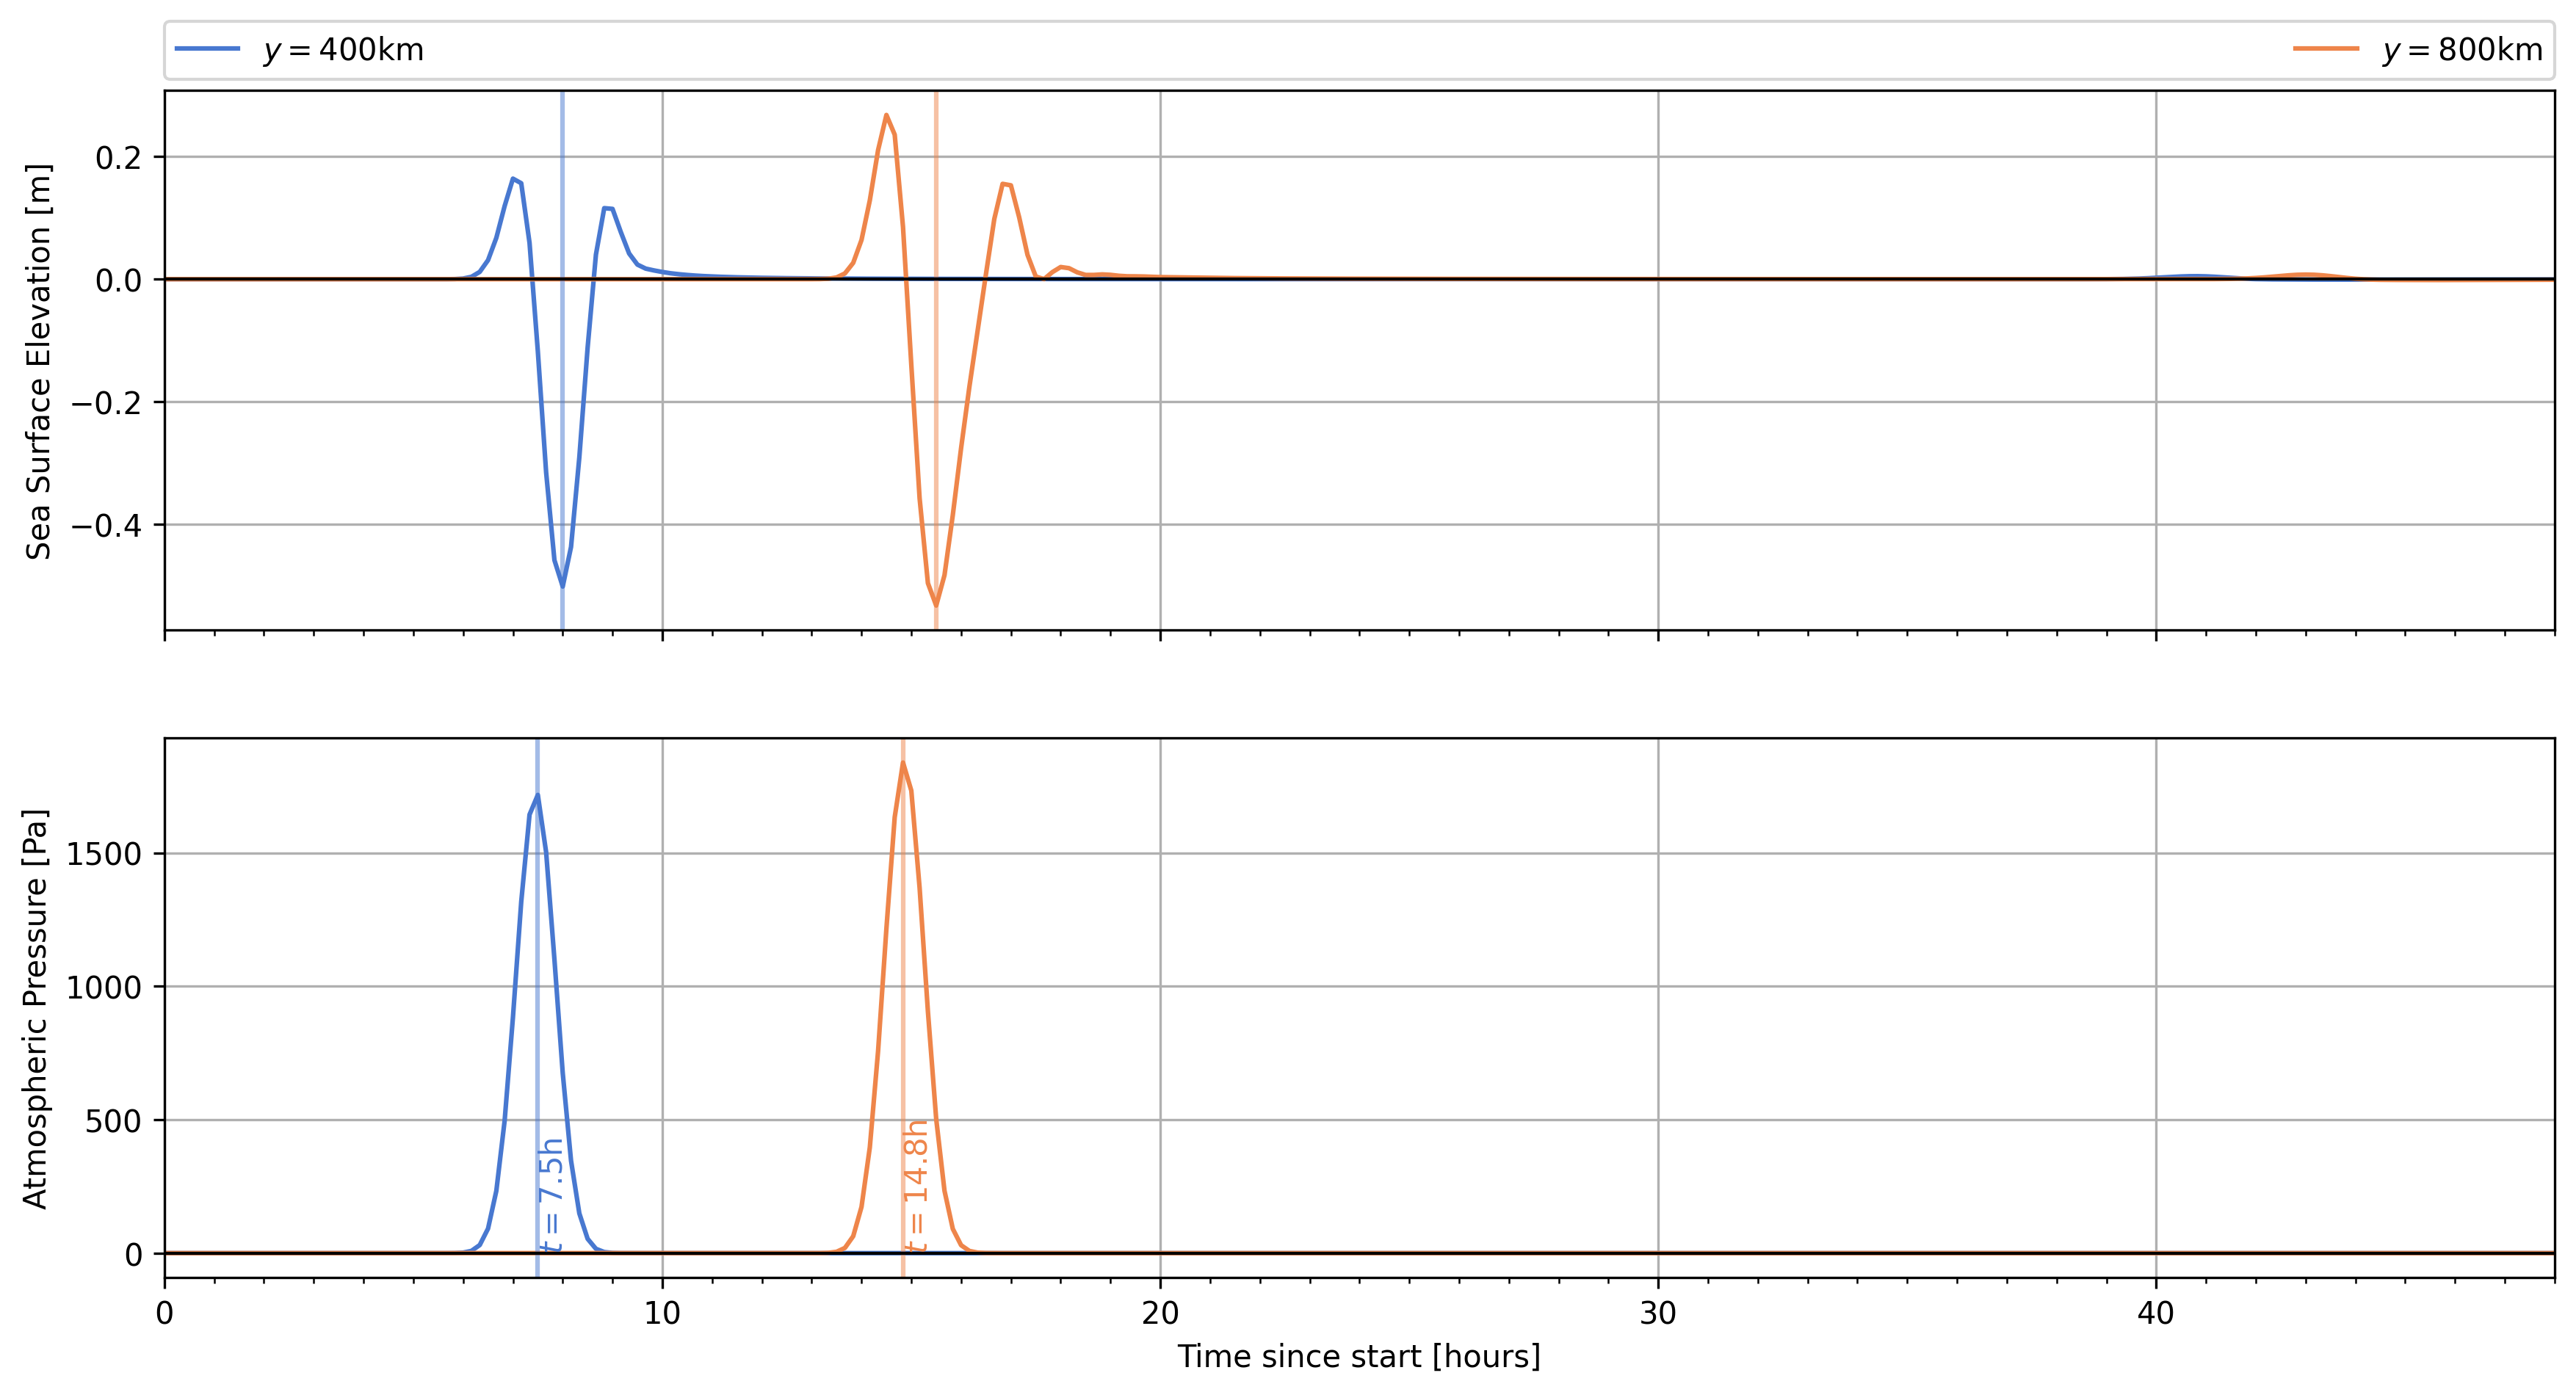 y = 400km
y = 800km
Sea Surface Elevation [m]
0.2
0.0
−0.2
−0.4
Atmospheric Pressure [Pa]
1500
1000
500
0
t = 7.5h
t = 14.8h
0 10 20 30 40
Time since start [hours]